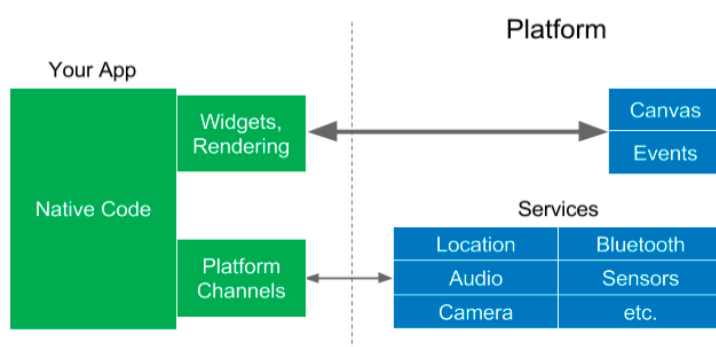 Platform
Your App
Widgets,
Rendering
Canvas
Events
Native Code
Services
Platform
Channels
Location
Bluetooth
Audio
Sensors
Camera
etc.